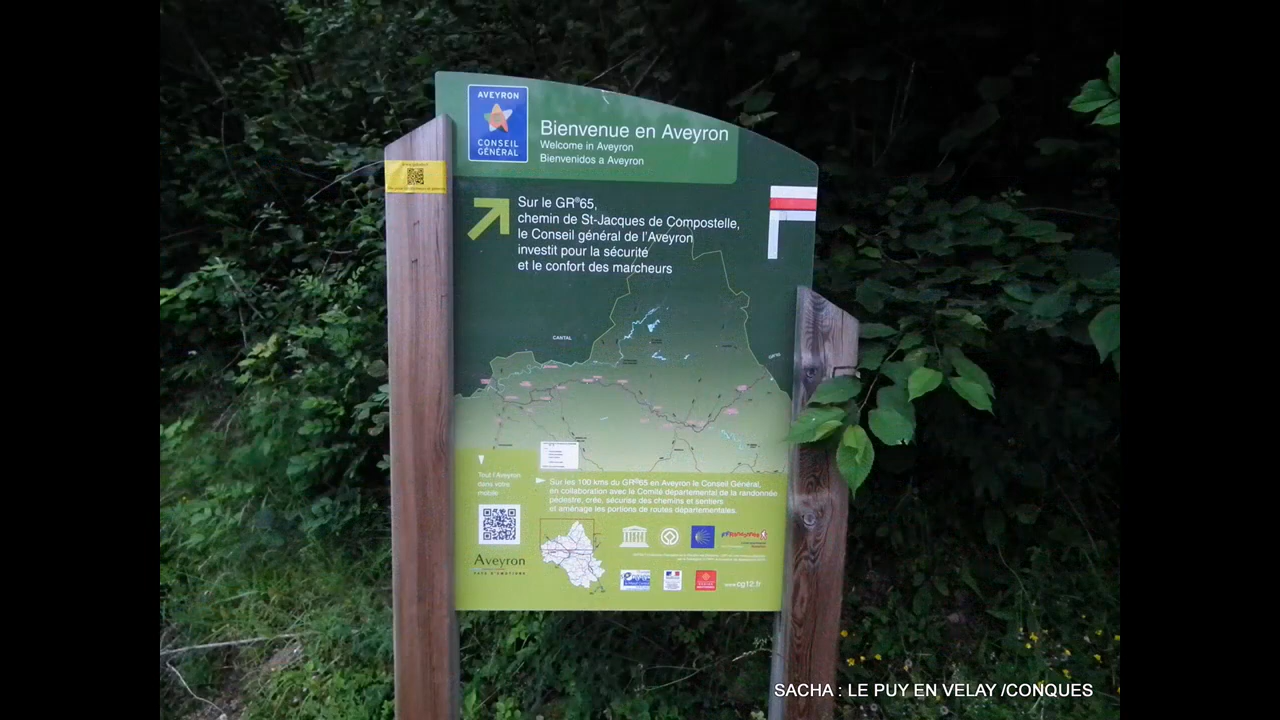 AVEYRON
CONSEIL
GÉNÉRAL
Bienvenue en Aveyron
Welcome in Aveyron
Bienvenidos a Aveyron
Sur le GR®65,
chemin de St-Jacques de Compostelle,
le Conseil général de l'Aveyron
investit pour la sécurité
et le confort des marcheurs
CANTAL
Tout l'Aveyron
dans votre
mobile
Sur les 100 kms du GR®65 en Aveyron le Conseil Général,
en collaboration avec le Comité départemental de la randonnée
pédestre, crée, sécurise des chemins et sentiers
et aménage les portions de routes départementales.
Aveyron
www.cg12.fr
SACHA : LE PUY EN VELAY /CONQUES